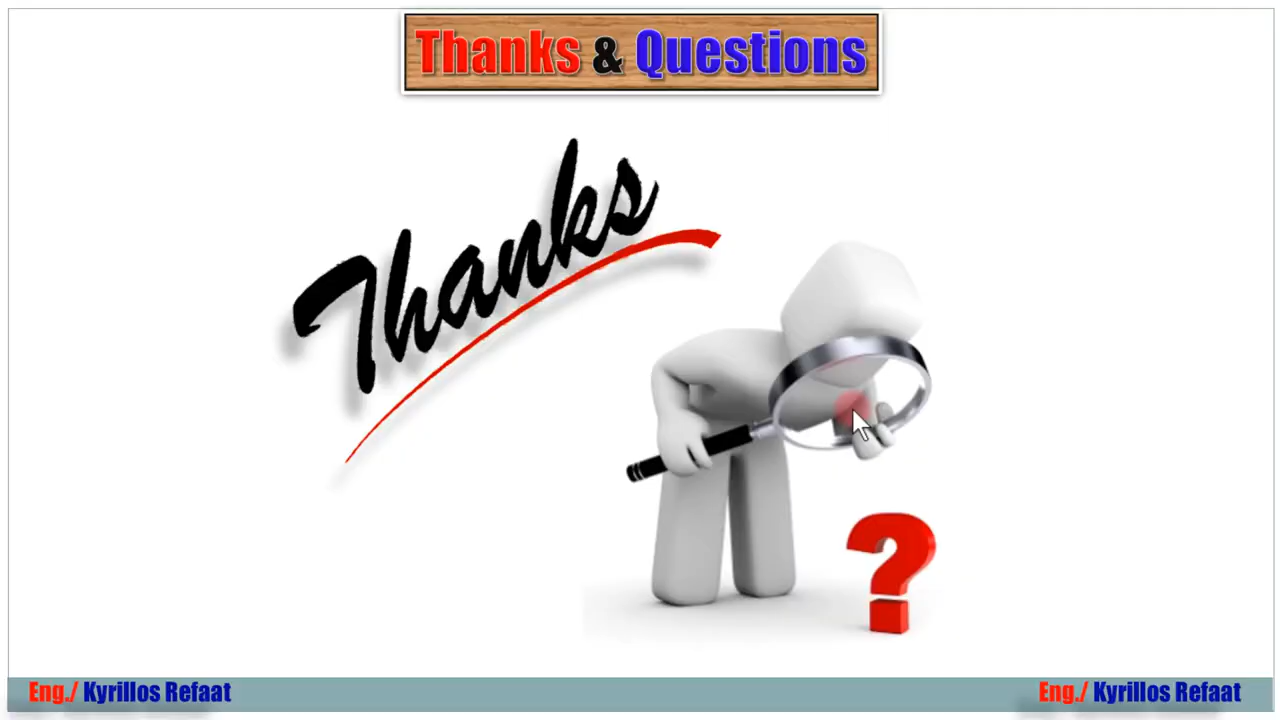 Thanks & Questions
Thanks
?
Eng./ Kyrillos Refaat
Eng./ Kyrillos Refaat